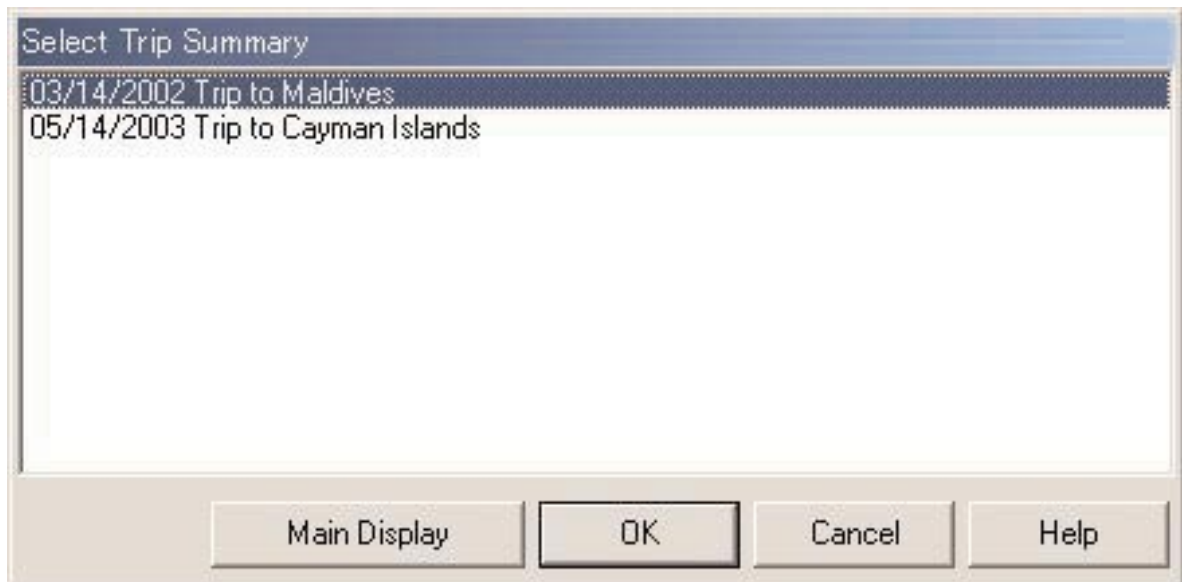 Select Trip Summary
03/14/2002 Trip to Maldives
05/14/2003 Trip to Cayman Islands
Main Display OK Cancel Help